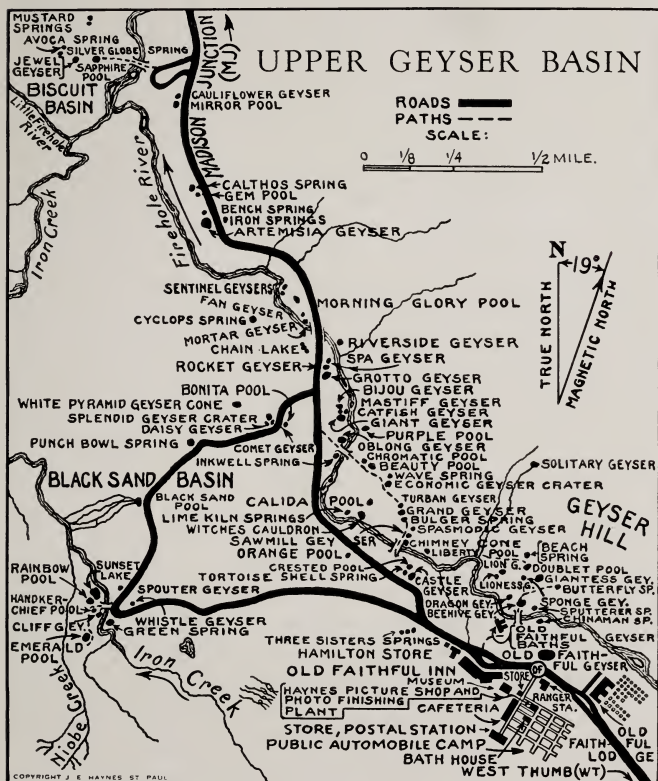 MUSTARD
SPRINGS
AVOCA SPRING
SILVER GLOBE
SPRING
JEWEL
GEYSER
SAPPHIRE
POOL
BISCUIT
BASIN
Little Firehole
River
JUNCTION
(M.J)
MADISON
UPPER GEYSER BASIN
ROADS
PATHS
SCALE:
0 1/8 1/4 1/2 MILE.
CAULIFLOWER GEYSER
MIRROR POOL
Iron Creek
Firehole River
CALTHOS SPRING
GEM POOL
BENCH SPRING
IRON SPRINGS
ARTEMISIA GEYSER
N
19°
TRUE NORTH
MAGNETIC NORTH
SENTINEL GEYSERS
FAN GEYSER
MORNING GLORY POOL
CYCLOPS SPRING
MORTAR GEYSER
CHAIN LAKE
RIVERSIDE GEYSER
SPA GEYSER
ROCKET GEYSER
GROTTO GEYSER
BIJOU GEYSER
BONITA POOL
MASTIFF GEYSER
WHITE PYRAMID GEYSER CONE
CATFISH GEYSER
SPLENDID GEYSER CRATER
GIANT GEYSER
DAISY GEYSER
PURPLE POOL
PUNCH BOWL SPRING
COMET GEYSER
OBLONG GEYSER
CHROMATIC POOL
INKWELL SPRING
BEAUTY POOL
WAVE SPRING
SOLITARY GEYSER
ECONOMIC GEYSER CRATER
BLACK SAND BASIN
BLACK SAND
POOL
CALIDA POOL
TURBAN GEYSER
GRAND GEYSER
GEYSER
HILL
LIME KILN SPRINGS
BULGER SPRING
WITCHES CAULDRON
SPASMODIC GEYSER
SAWMILL GEYSER
CHIMNEY CONE
ORANGE POOL
LIBERTY POOL
BEACH
SPRING
LION G.
DOUBLET POOL
CRESTED POOL
GIANTESS GEY.
TORTOISE SHELL SPRING
CASTLE
GEYSER
LIONESS G.
BUTTERFLY SP.
RAINBOW
POOL
SUNSET
LAKE
SPOUTER GEYSER
DRAGON GEY.
SPONGE GEY.
BEEHIVE GEY.
SPUTTERER SP.
CHINAMAN SP.
HANDKER-
CHIEF POOL
CLIFF GEY.
WHISTLE GEYSER
GREEN SPRING
EMERALD
POOL
OLD
FAITHFUL GEYSER
BATHS
THREE SISTERS SPRINGS
HAMILTON STORE
OLD FAITH-
FUL GEYSER
Iron Creek
Niobe Creek
OLD FAITHFUL INN
STORE
OF
MUSEUM
RANGER
STA.
HAYNES PICTURE SHOP AND
PHOTO FINISHING
PLANT
CAFETERIA
STORE, POSTAL STATION
PUBLIC AUTOMOBILE CAMP
OLD
FAITH-FUL
LODGE
BATH HOUSE
WEST THUMB (WT)
COPYRIGHT J E HAYNES ST PAUL